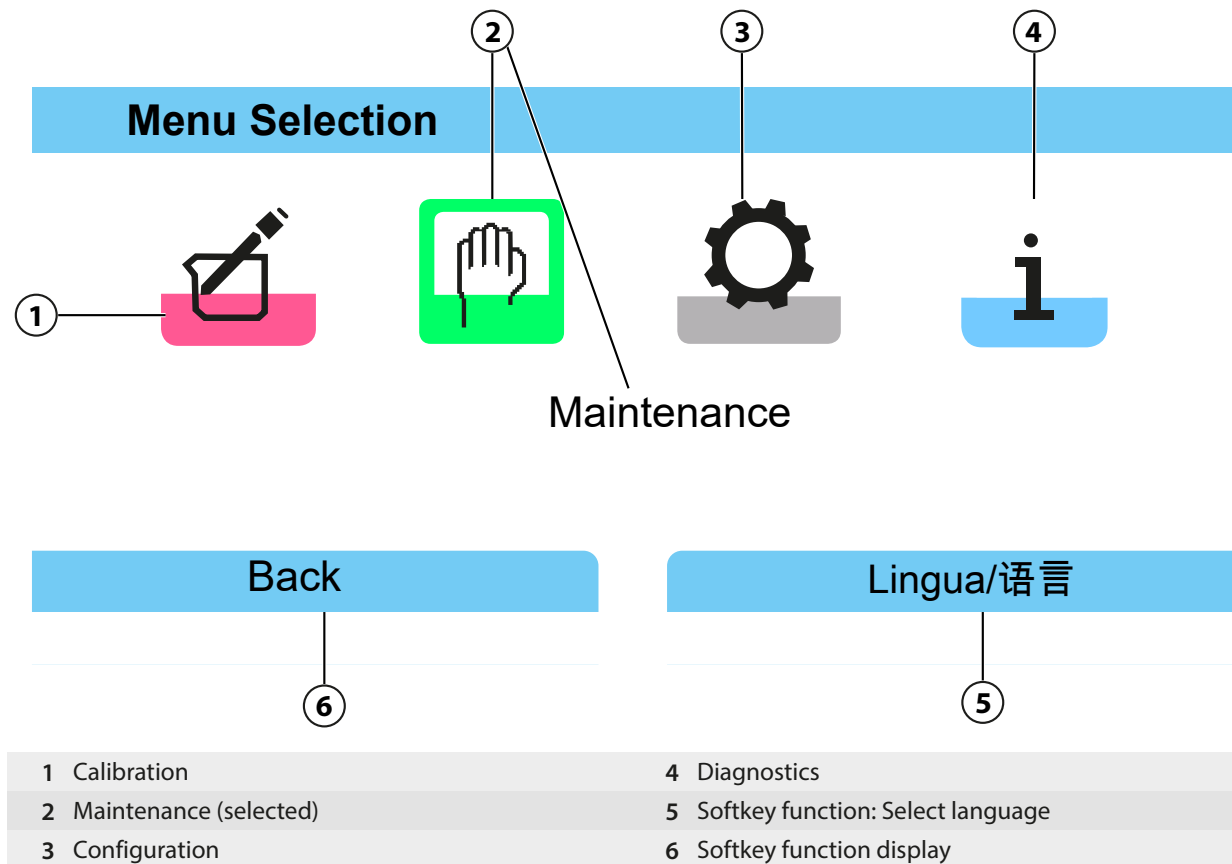 2 3 4
Menu Selection
1
Maintenance
Back Lingua/语言
6 5
1 Calibration 4 Diagnostics
2 Maintenance (selected) 5 Softkey function: Select language
3 Configuration 6 Softkey function display